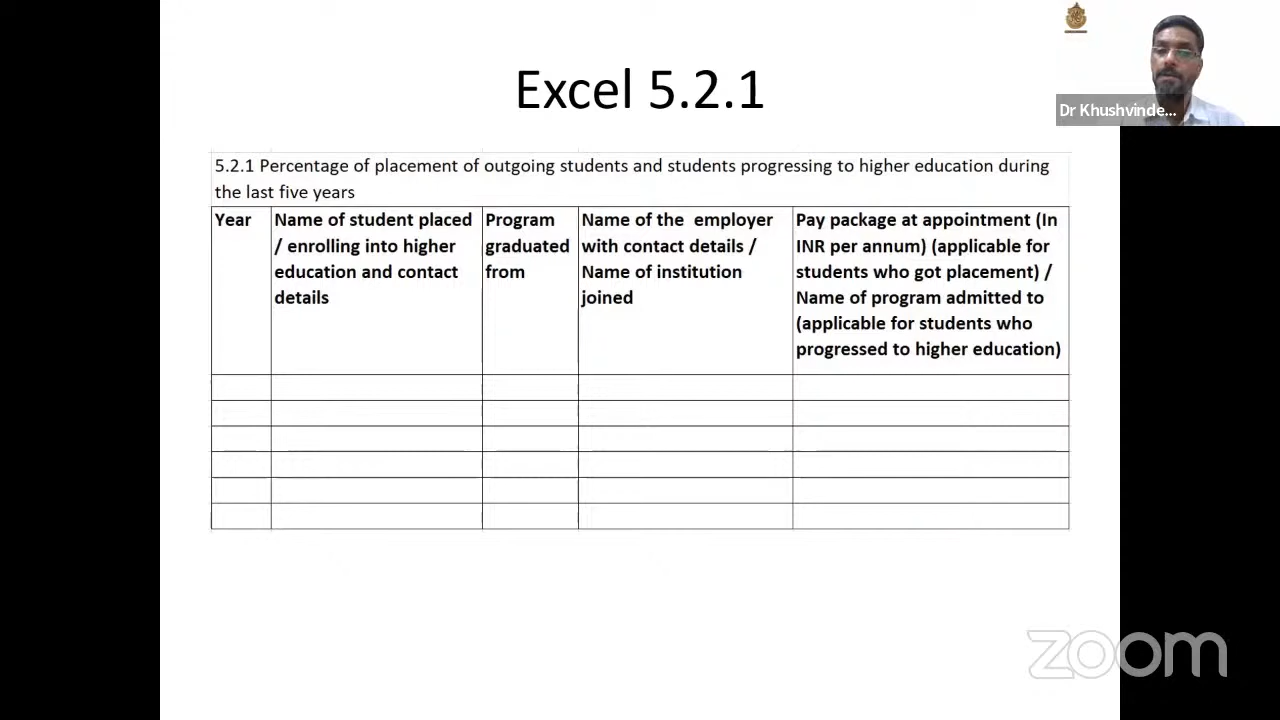 Excel 5.2.1
Dr Khushvinde...
5.2.1 Percentage of placement of outgoing students and students progressing to higher education during
the last five years
Year
Name of student placed
/ enrolling into higher
education and contact
details
Program
graduated
from
Name of the employer
with contact details /
Name of institution
joined
Pay package at appointment (In
INR per annum) (applicable for
students who got placement) /
Name of program admitted to
(applicable for students who
progressed to higher education)
zoom